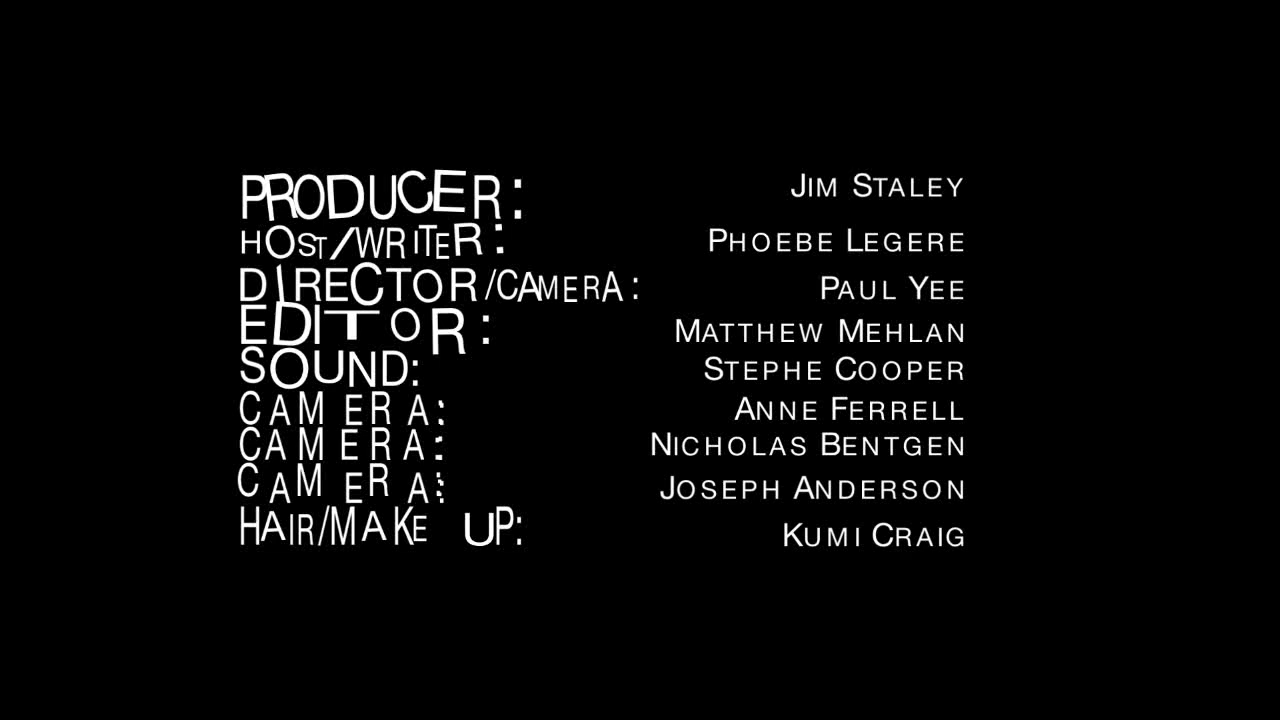 PRODUCER: JIM STALEY
HOST/WRITER: PHOEBE LEGERE
DIRECTOR/CAMERA: PAUL YEE
EDITOR: MATTHEW MEHLAN
SOUND: STEPHE COOPER
CAMERA: ANNE FERRELL
CAMERA: NICHOLAS BENTGEN
CAMERA: JOSEPH ANDERSON
HAIR/MAKE UP: KUMI CRAIG